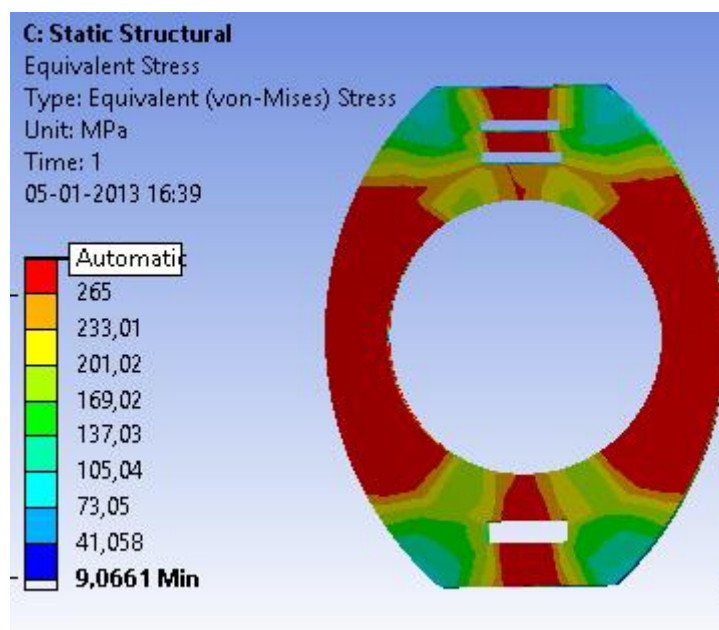 C: Static Structural
Equivalent Stress
Type: Equivalent (von-Mises) Stress
Unit: MPa
Time: 1
05-01-2013 16:39
Automatic
265
233,01
201,02
169,02
137,03
105,04
73,05
41,058
9,0661 Min